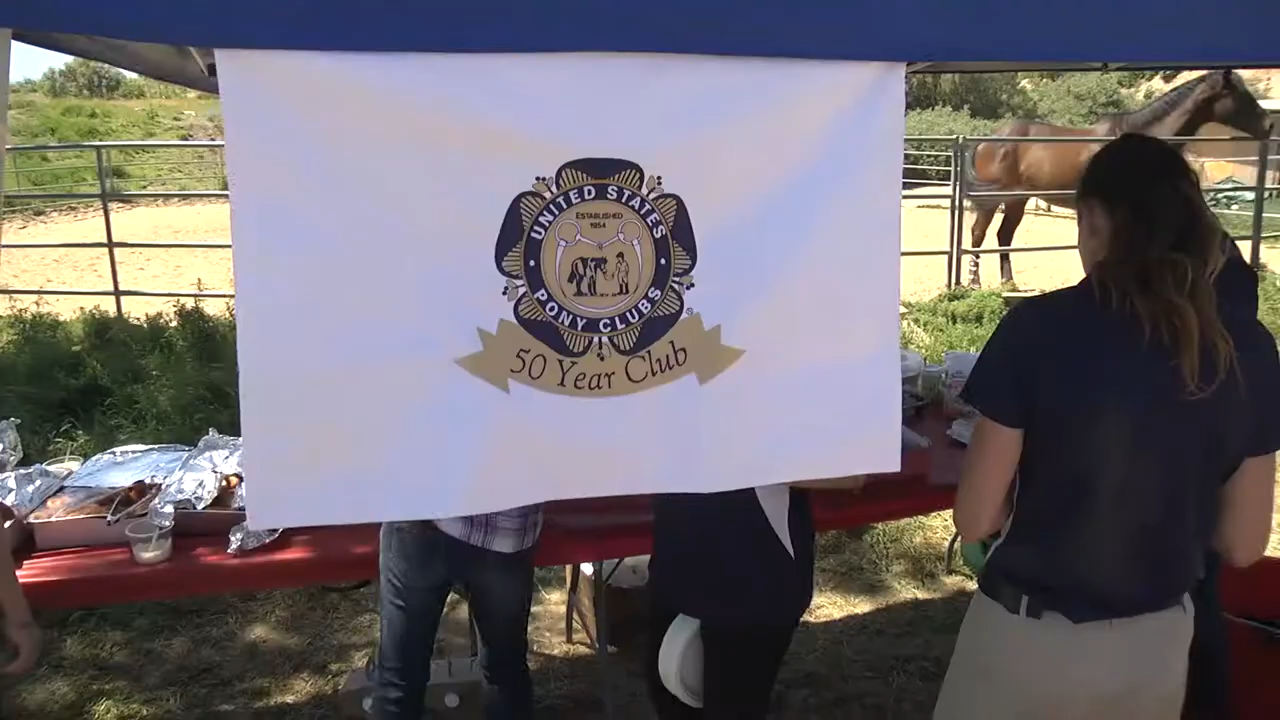 UNITED STATES
ESTABLISHED
1954
PONY CLUBS
®
50 Year Club